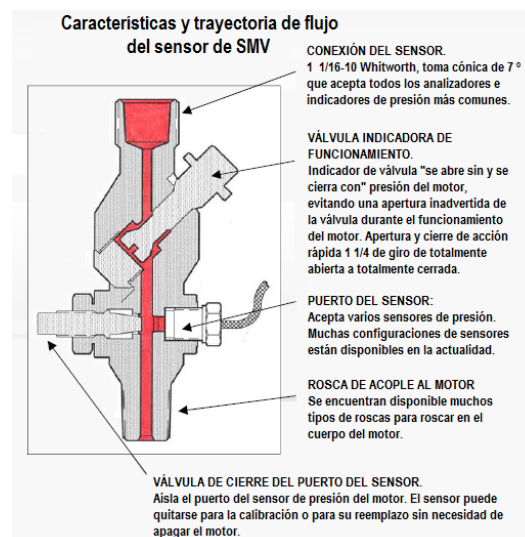 Características y trayectoria de flujo
del sensor de SMV
CONEXIÓN DEL SENSOR.
1 1/16-10 Whitworth, toma cónica de 7 º
que acepta todos los analizadores e
indicadores de presión más comunes.
VÁLVULA INDICADORA DE
FUNCIONAMIENTO.
Indicador de válvula "se abre sin y se
cierra con" presión del motor,
evitando una apertura inadvertida de
la válvula durante el funcionamiento
del motor. Apertura y cierre de acción
rápida 1 1/4 de giro de totalmente
abierta a totalmente cerrada.
PUERTO DEL SENSOR:
Acepta varios sensores de presión.
Muchas configuraciones de sensores
están disponibles en la actualidad.
ROSCA DE ACOPLE AL MOTOR
Se encuentran disponible muchos
tipos de roscas para roscar en el
cuerpo del motor.
VÁLVULA DE CIERRE DEL PUERTO DEL SENSOR.
Aisla el puerto del sensor de presión del motor. El sensor puede
quitarse para la calibración o para su reemplazo sin necesidad de
apagar el motor.